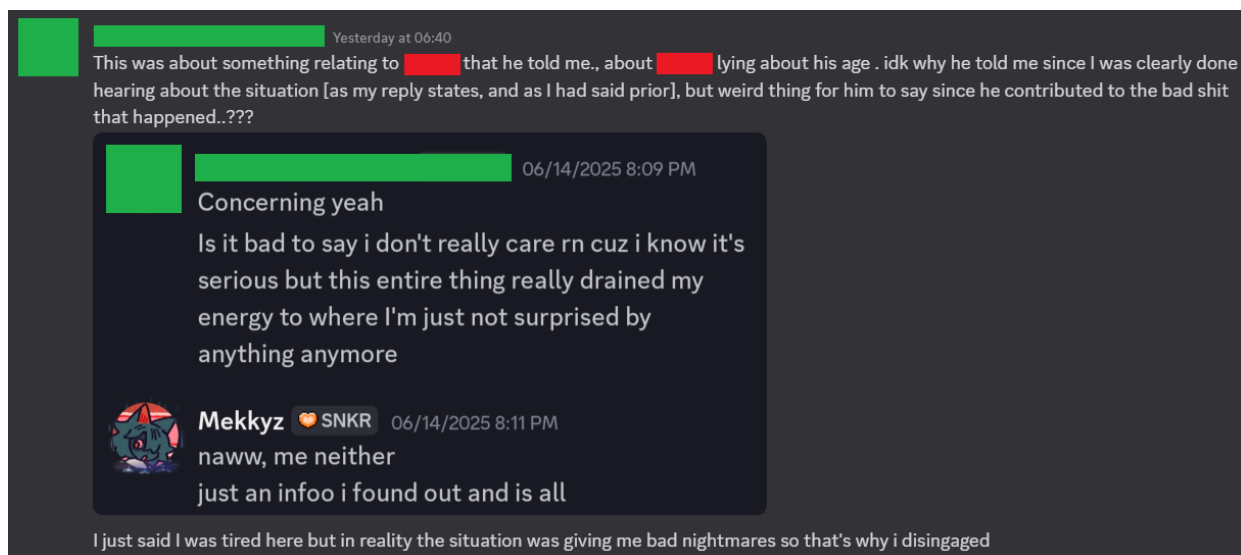 Yesterday at 06:40
This was about something relating to that he told me., about lying about his age . idk why he told me since I was clearly done
hearing about the situation [as my reply states, and as I had said prior], but weird thing for him to say since he contributed to the bad shit
that happened..???
06/14/2025 8:09 PM
Concerning yeah
Is it bad to say i don't really care rn cuz i know it's
serious but this entire thing really drained my
energy to where I'm just not surprised by
anything anymore
Mekkyz SNKR 06/14/2025 8:11 PM
naww, me neither
just an infoo i found out and is all
I just said I was tired here but in reality the situation was giving me bad nightmares so that's why i disingaged